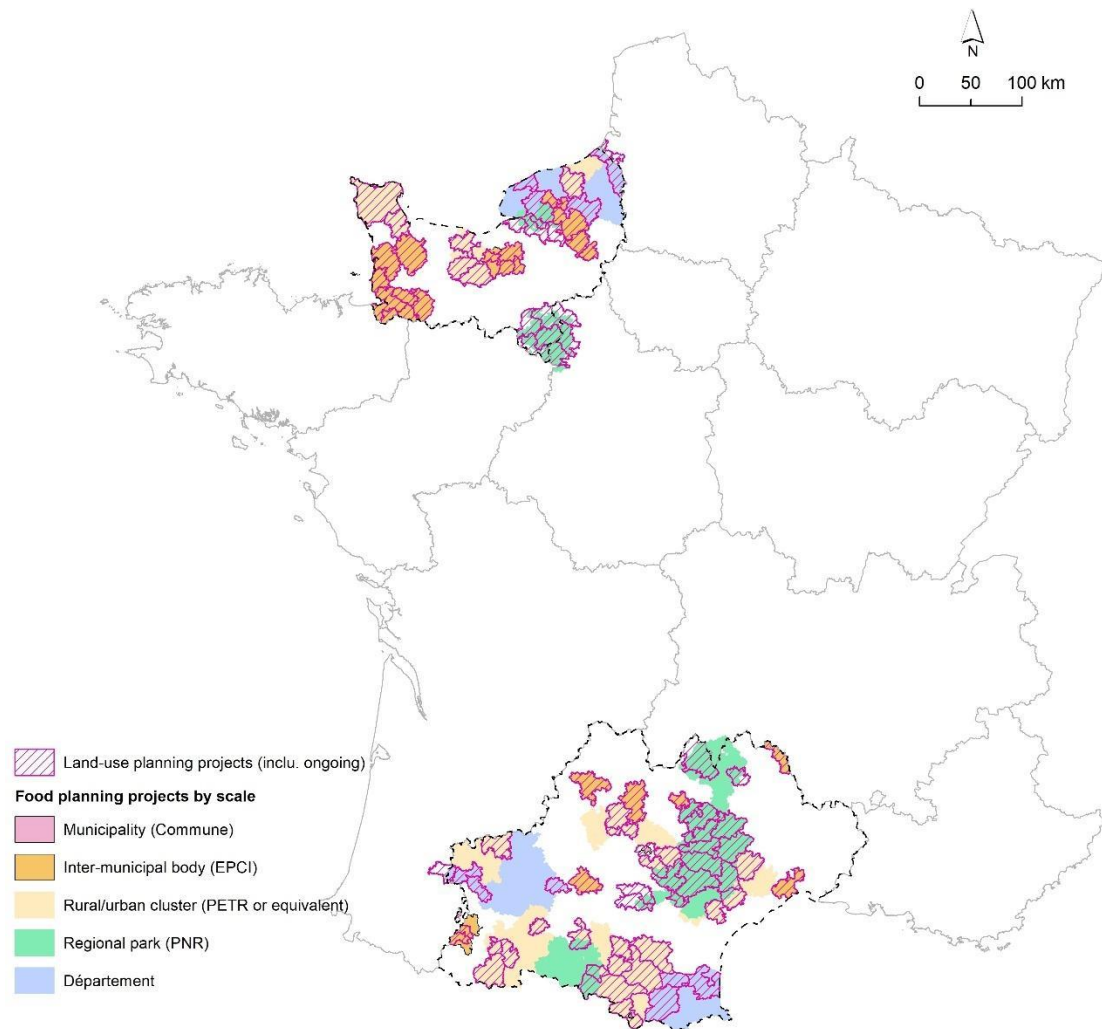 N
0 50 100 km
Land-use planning projects (inclu. ongoing)
Food planning projects by scale
Municipality (Commune)
Inter-municipal body (EPCI)
Rural/urban cluster (PETR or equivalent)
Regional park (PNR)
Département